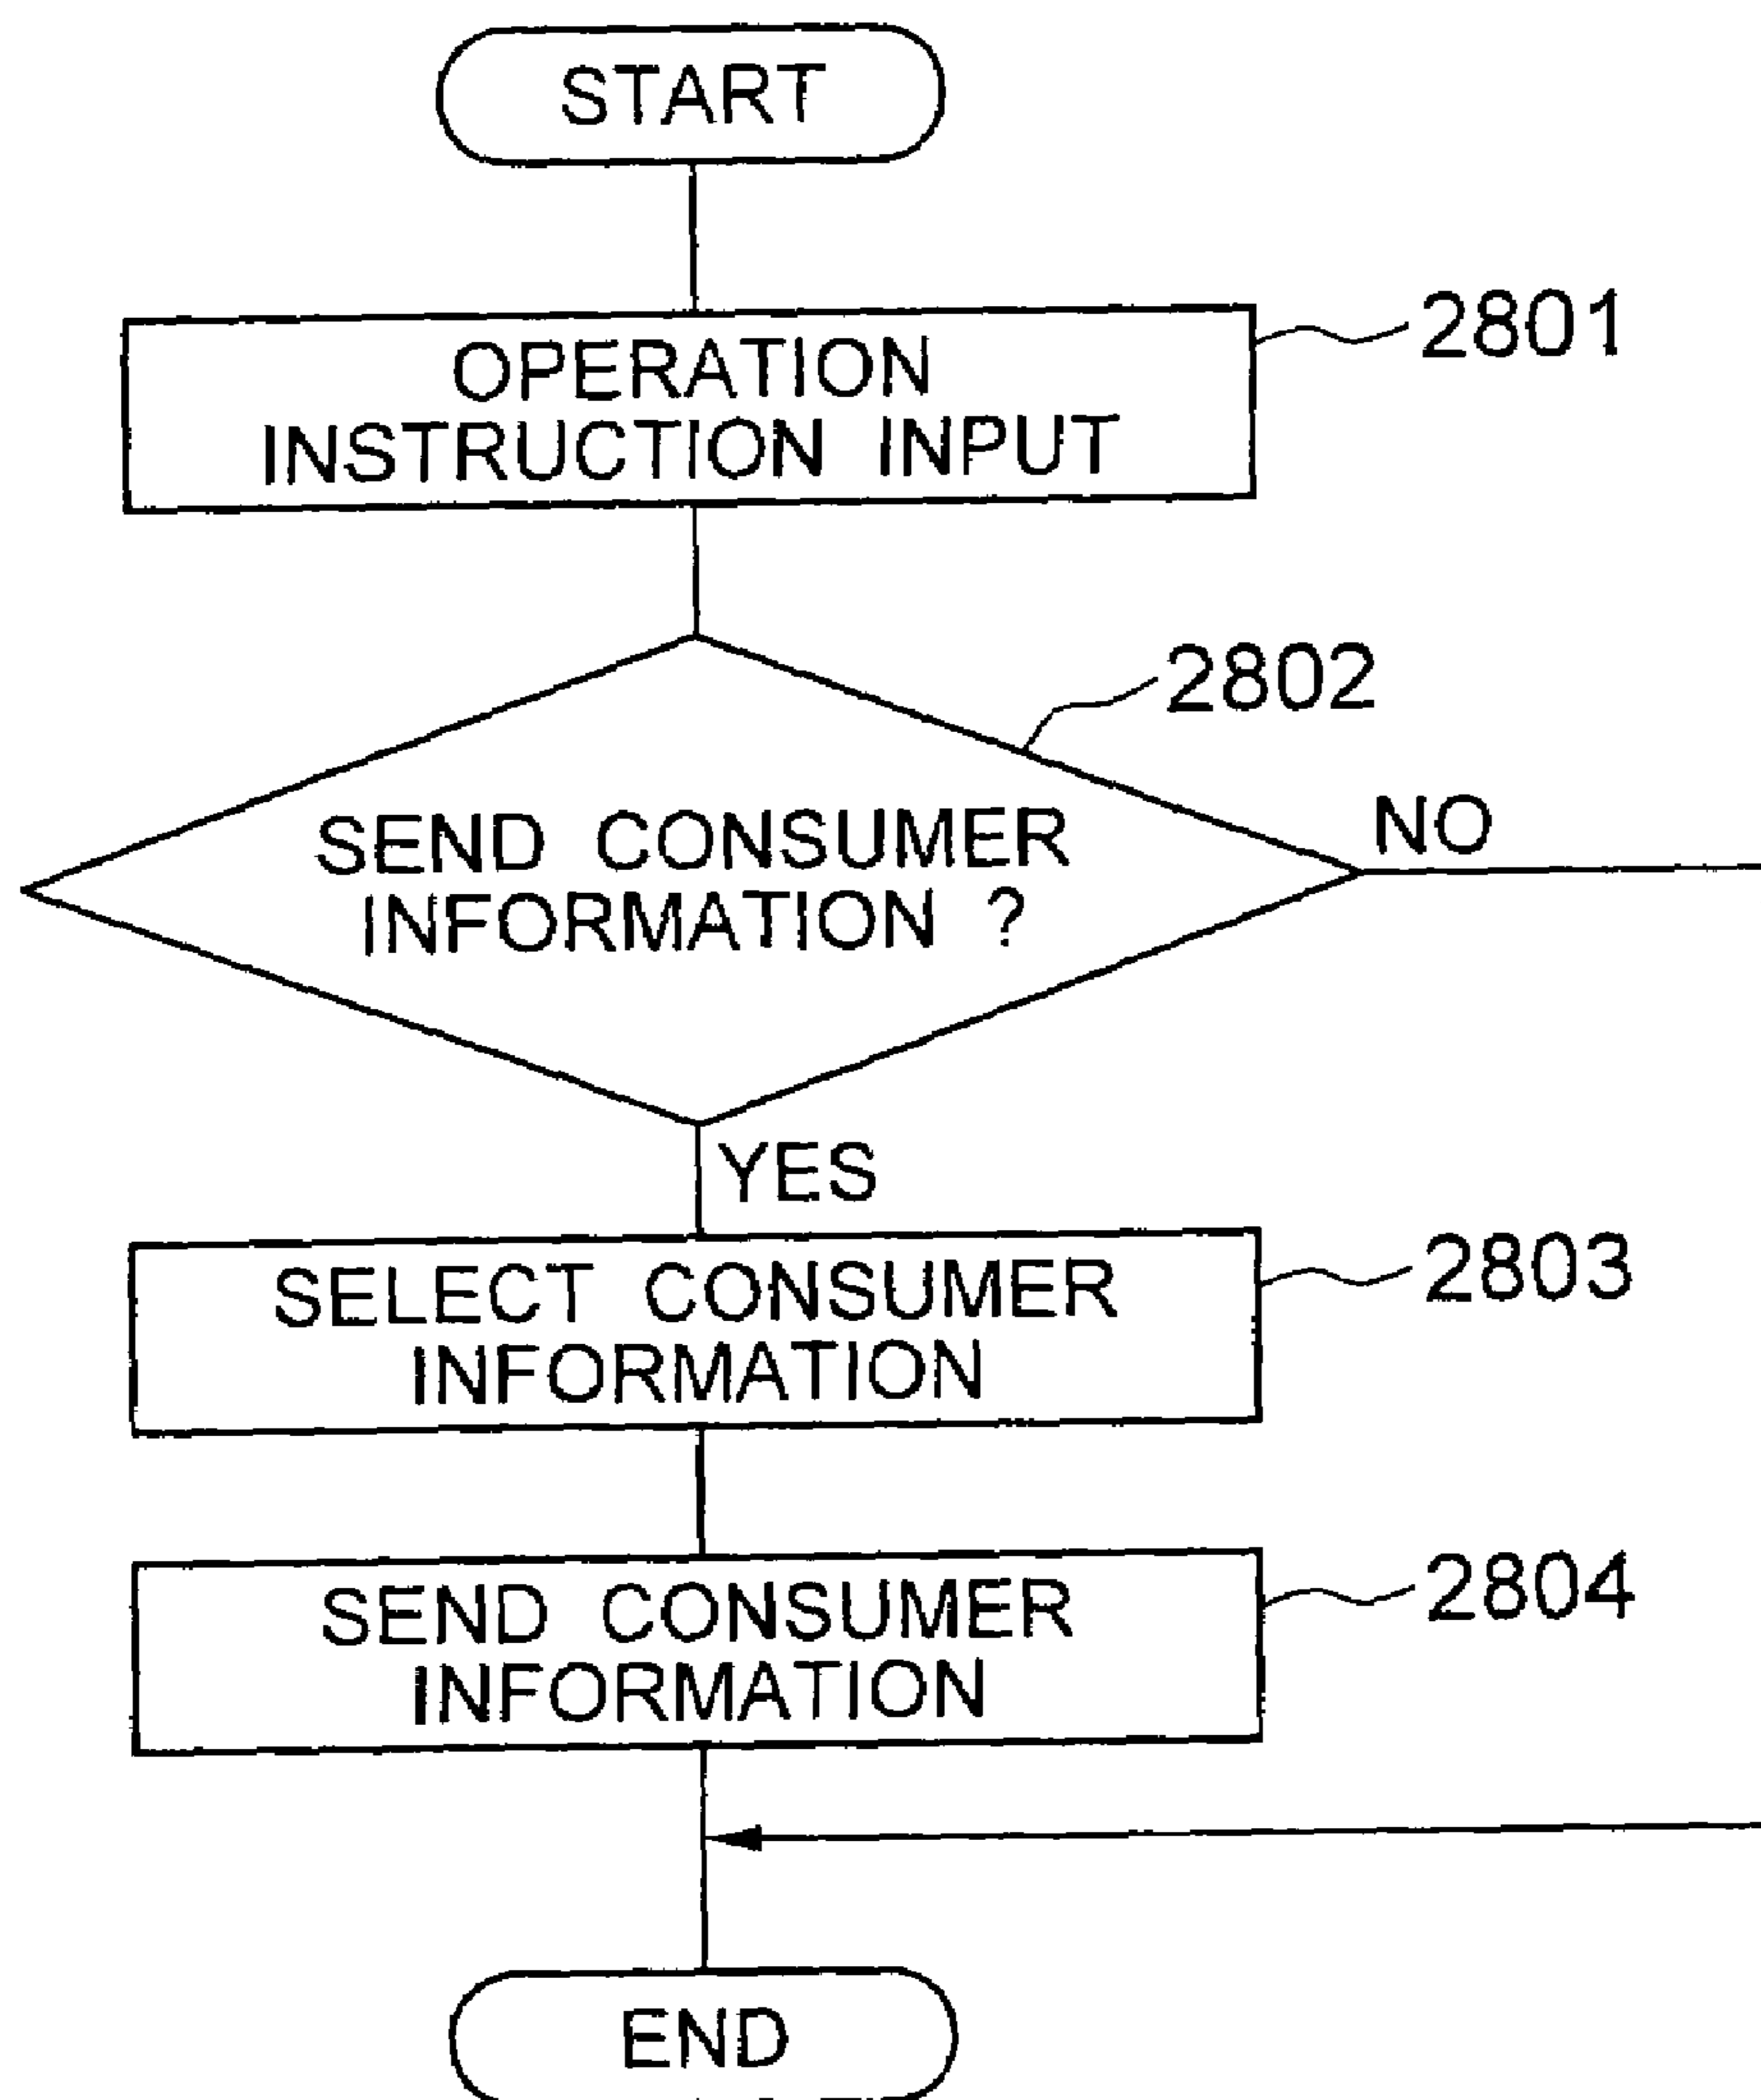 START
OPERATION
INSTRUCTION INPUT
2801
2802
SEND CONSUMER
INFORMATION ?
NO
YES
SELECT CONSUMER
INFORMATION
2803
SEND CONSUMER
INFORMATION
2804
END